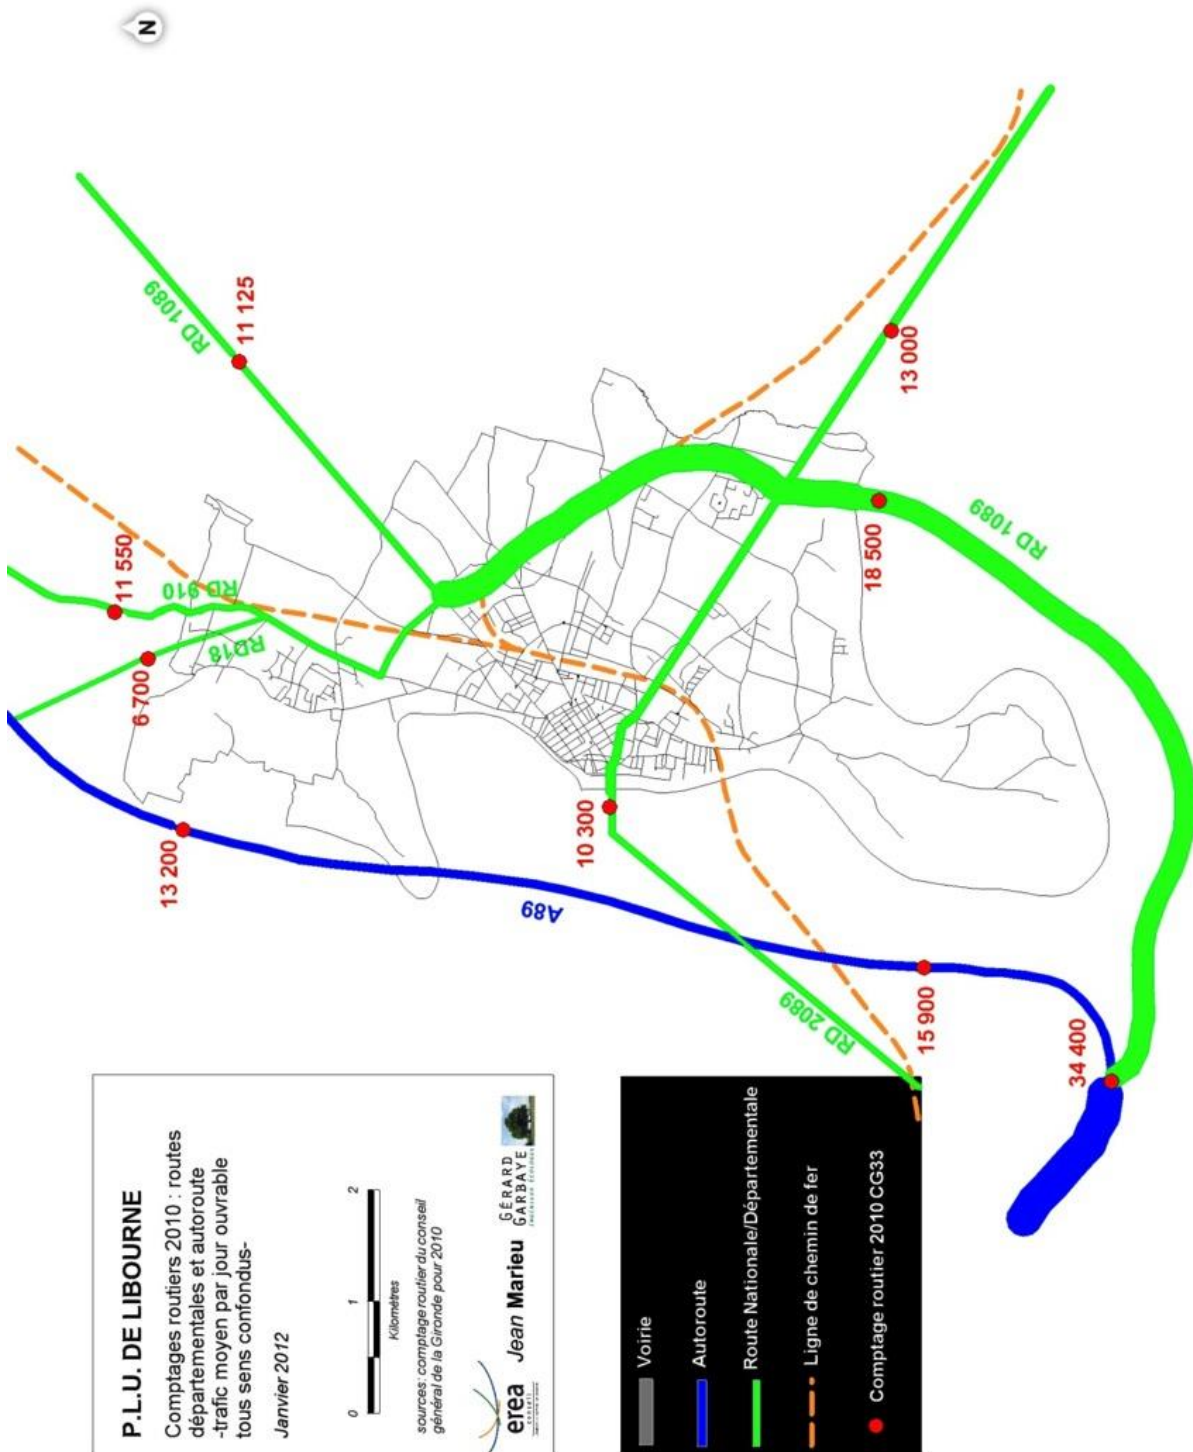 N
P.L.U. DE LIBOURNE
Comptages routiers 2010 : routes
départementales et autoroute
-trafic moyen par jour ouvrable
tous sens confondus-
Janvier 2012
0 1 2
Kilomètres
sources: comptage routier du conseil
général de la Gironde pour 2010
erea
Jean Marieu
GÉRARD
GARBAYE
Voirie
Autoroute
Route Nationale/Départementale
Ligne de chemin de fer
Comptage routier 2010 CG33
RD 1089
11 125
11 550
RD 910
RD18
6 700
13 200
A89
10 300
13 000
18 500
RD 1089
RD 2089
15 900
34 400